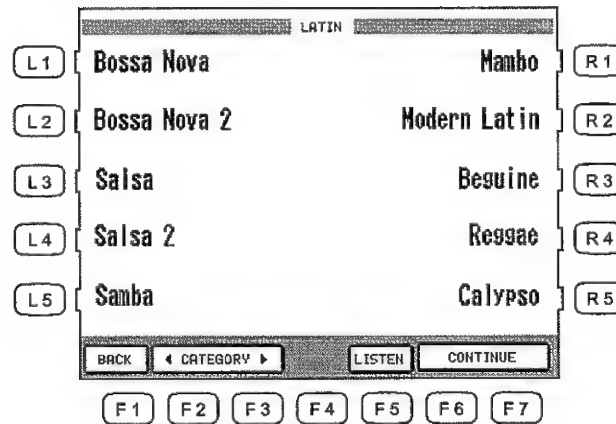 LATIN
L1 Bossa Nova Mambo R1
L2 Bossa Nova 2 Modern Latin R2
L3 Salsa Beguine R3
L4 Salsa 2 Reggae R4
L5 Samba Calypso R5
BACK ◀ CATEGORY ▶ LISTEN CONTINUE
F1 F2 F3 F4 F5 F6 F7